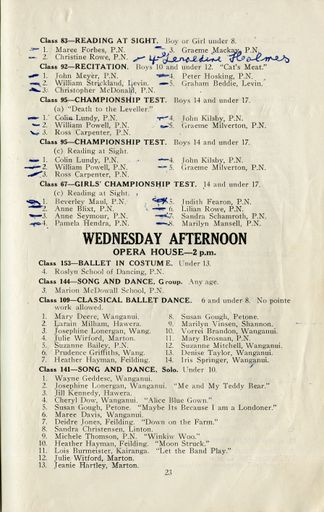 Class 83—READING AT SIGHT. Boy or Girl under 8.
1. Maree Forbes, P.N. 3. Graeme Mackay, P.N.
2. Christine Rowe, P.N. 4 Geraldine Holmes
Class 92—RECITATION. Boys 10 and under 12. "Cat's Meat."
1. John Meyer, P.N. 4. Peter Hosking, P.N.
2. William Strickland, Levin. 5. Graham Beddie, Levin.
3. Christopher McDonald, P.N.
Class 95—CHAMPIONSHIP TEST. Boys 14 and under 17.
(a) "Death to the Leveller."
1. Colin Lundy, P.N. 4. John Kilsby, P.N.
2. William Powell, P.N. 5. Graeme Milverton, P.N.
3. Ross Carpenter, P.N.
Class 95—CHAMPIONSHIP TEST. Boys 14 and under 17.
(c) Reading at Sight.
1. Colin Lundy, P.N. 4. John Kilsby, P.N.
2. William Powell, P.N. 5. Graeme Milverton, P.N.
3. Ross Carpenter, P.N.
Class 67—GIRLS' CHAMPIONSHIP TEST. 14 and under 17.
(c) Reading at Sight.
1. Beverley Maul, P.N. 5. Judith Fearon, P.N.
2. Anne Blixt, P.N. 6. Lilian Rowe, P.N.
3. Anne Seymour, P.N. 7. Sandra Schamroth, P.N.
4. Pamela Hendra, P.N. 8. Marilyn Mansell, P.N.
WEDNESDAY AFTERNOON
OPERA HOUSE—2 p.m.
Class 153—BALLET IN COSTUME. Under 13.
4. Roslyn School of Dancing, P.N.
Class 144—SONG AND DANCE, Group. Any age.
3. Marion McDowall School, P.N.
Class 109—CLASSICAL BALLET DANCE. 6 and under 8. No pointe
work allowed.
1. Mary Deere, Wanganui. 8. Susan Gough, Petone.
2. Larain Milham, Hawera. 9. Marilyn Vinsen, Shannon.
3. Josephine Lonergan, Wang. 10. Vorrei Brandon, Wanganui.
4. Julie Witford, Marton. 11. Mary Brosnan, P.N.
5. Suzanne Bailey, P.N. 12. Suzanne Mitchell, Wanganui.
6. Prudence Griffiths, Wang. 13. Denise Taylor, Wanganui.
7. Heather Hayman, Feilding. 14. Iris Springer, Wanganui.
Class 141—SONG AND DANCE, Solo. Under 10.
1. Wayne Geddesc, Wanganui.
2. Josephine Lonergan, Wanganui. "Me and My Teddy Bear."
3. Jill Kennedy, Hawera.
4. Cheryl Dow, Wanganui. "Alice Blue Gown."
5. Susan Gough, Petone. "Maybe Its Because I am a Londoner."
6. Maree Davis, Wanganui.
7. Deidre Jones, Feilding. "Down on the Farm."
8. Sandra Christensen, Linton.
9. Michele Thomson, P.N. "Winkiw Woo."
10. Heather Hayman, Feilding. "Moon Struck."
11. Lois Burmeister, Kairanga. "Let the Band Play."
12. Julie Witford, Marton.
13. Jeanie Hartley, Marton.
23